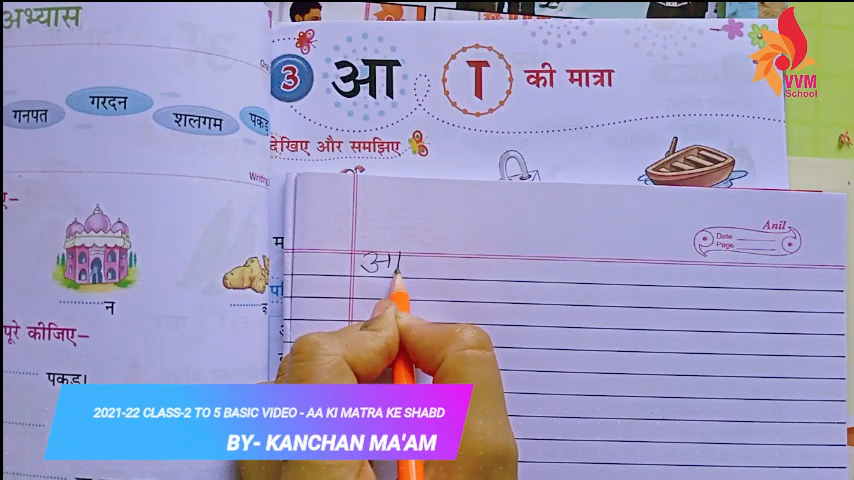 अभ्यास
गनपत
गरदन
शलगम
पकड़
न
पूरे कीजिए-
पकड़।
3 आ ा की मात्रा
देखिए और समझिए
VVM
School
Anil
Date
Page
आ
2021-22 CLASS-2 TO 5 BASIC VIDEO - AA KI MATRA KE SHABD
BY- KANCHAN MA'AM